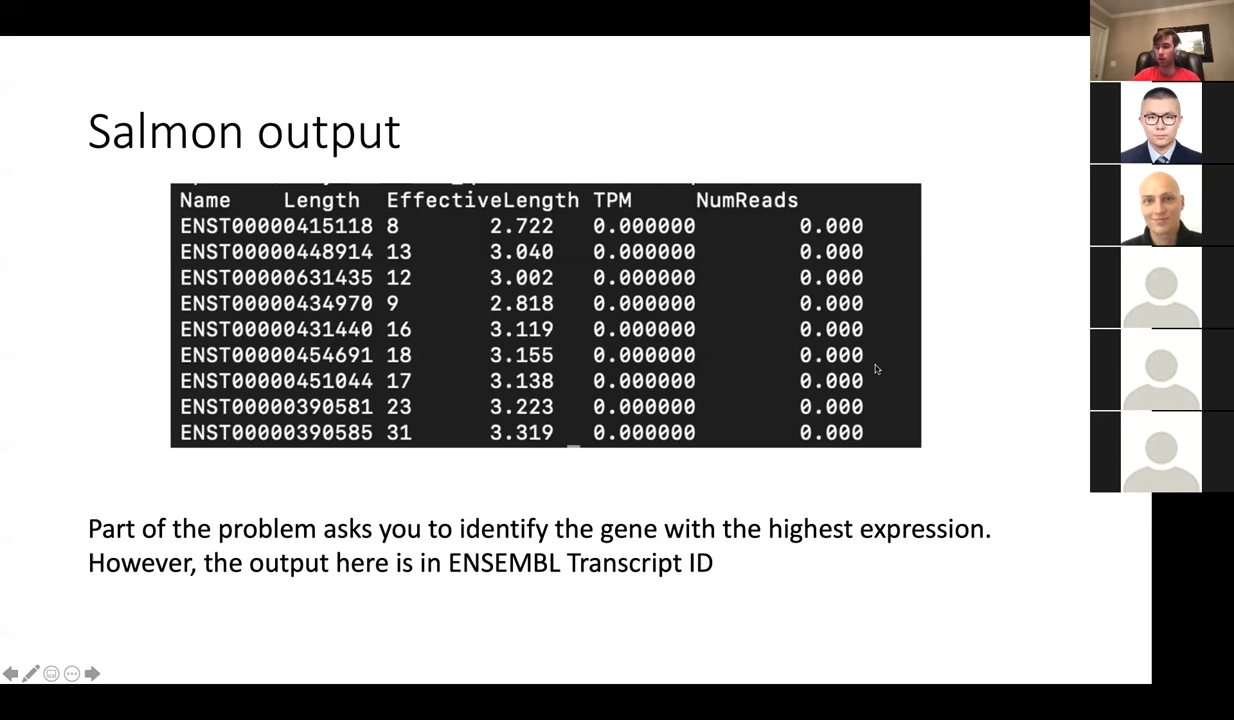 Salmon output
Name Length EffectiveLength TPM NumReads
ENST00000415118 8 2.722 0.000000 0.000
ENST00000448914 13 3.040 0.000000 0.000
ENST00000631435 12 3.002 0.000000 0.000
ENST00000434970 9 2.818 0.000000 0.000
ENST00000431440 16 3.119 0.000000 0.000
ENST00000454691 18 3.155 0.000000 0.000
ENST00000451044 17 3.138 0.000000 0.000
ENST00000390581 23 3.223 0.000000 0.000
ENST00000390585 31 3.319 0.000000 0.000
Part of the problem asks you to identify the gene with the highest expression.
However, the output here is in ENSEMBL Transcript ID